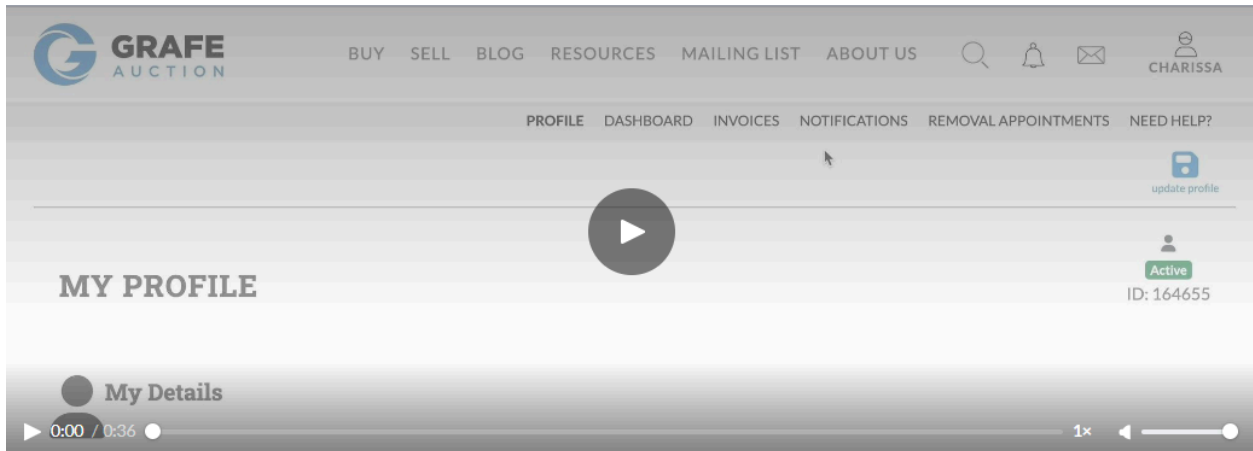 GRAFE
AUCTION
BUY SELL BLOG RESOURCES MAILING LIST ABOUT US
CHARISSA
PROFILE DASHBOARD INVOICES NOTIFICATIONS REMOVAL APPOINTMENTS NEED HELP?
update profile
MY PROFILE
Active
ID: 164655
My Details
0:00 / 0:36 1×